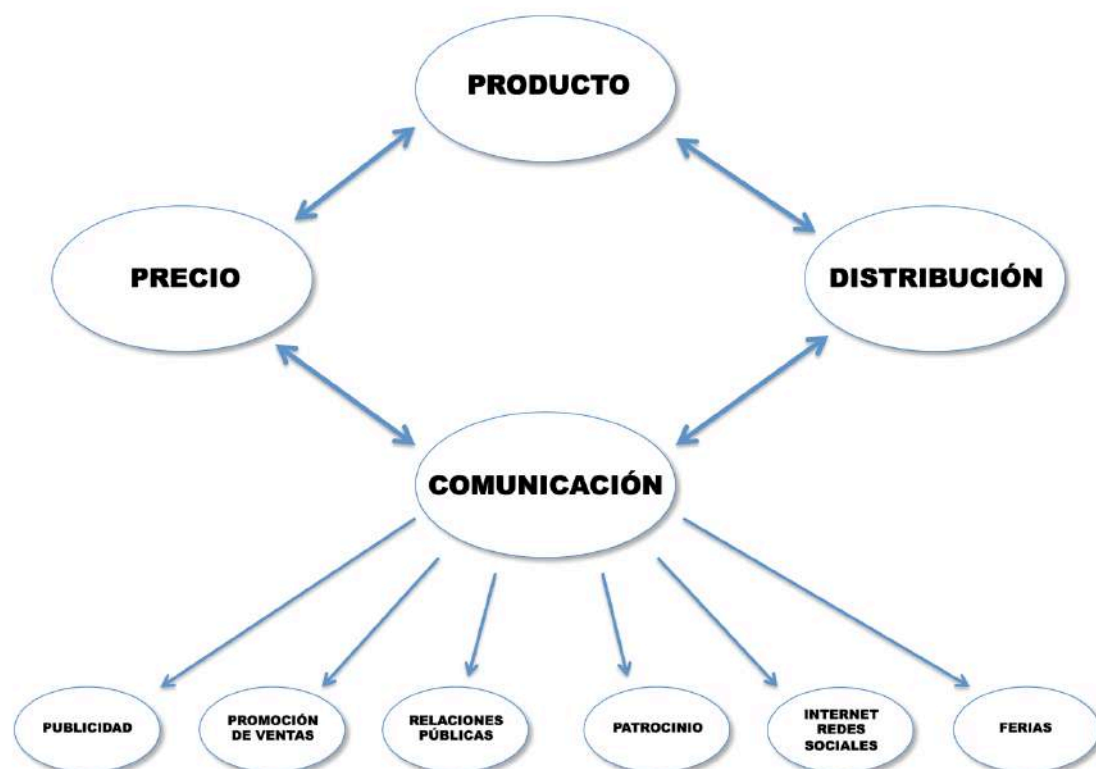 PRODUCTO
PRECIO
DISTRIBUCIÓN
COMUNICACIÓN
PUBLICIDAD
PROMOCIÓN
DE VENTAS
RELACIONES
PÚBLICAS
PATROCINIO
INTERNET
REDES
SOCIALES
FERIAS